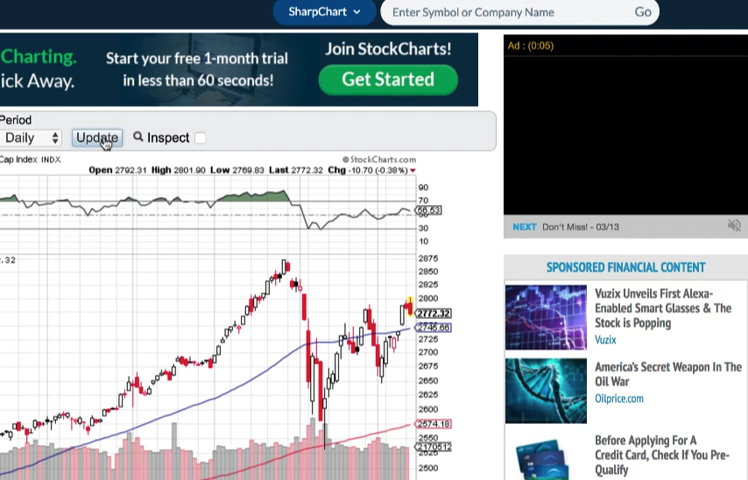 SharpChart
Enter Symbol or Company Name
Go
Charting.
ick Away.
Start your free 1-month trial
in less than 60 seconds!
Join StockCharts!
Get Started
Ad : (0:05)
Period
Daily
Update
Inspect
Cap Index INDX
© StockCharts.com
Open 2792.31 High 2801.90 Low 2769.83 Last 2772.32 Chg -10.70 (-0.38%)
90
70
30
10
.32
2875
2850
2825
2800
2772.32
2746.66
2725
2700
2675
2650
2625
2600
2574.18
2550
2500
NEXT Don't Miss! - 03/13
SPONSORED FINANCIAL CONTENT
Vuzix Unveils First Alexa-
Enabled Smart Glasses & The
Stock is Popping
Vuzix
America's Secret Weapon In The
Oil War
Oilprice.com
Before Applying For A
Credit Card, Check If You Pre-
Qualify